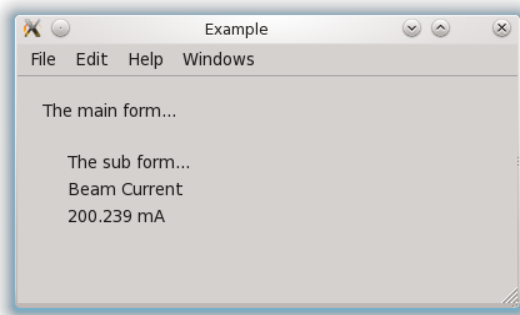 Example
File Edit Help Windows
The main form...
The sub form...
Beam Current
200.239 mA